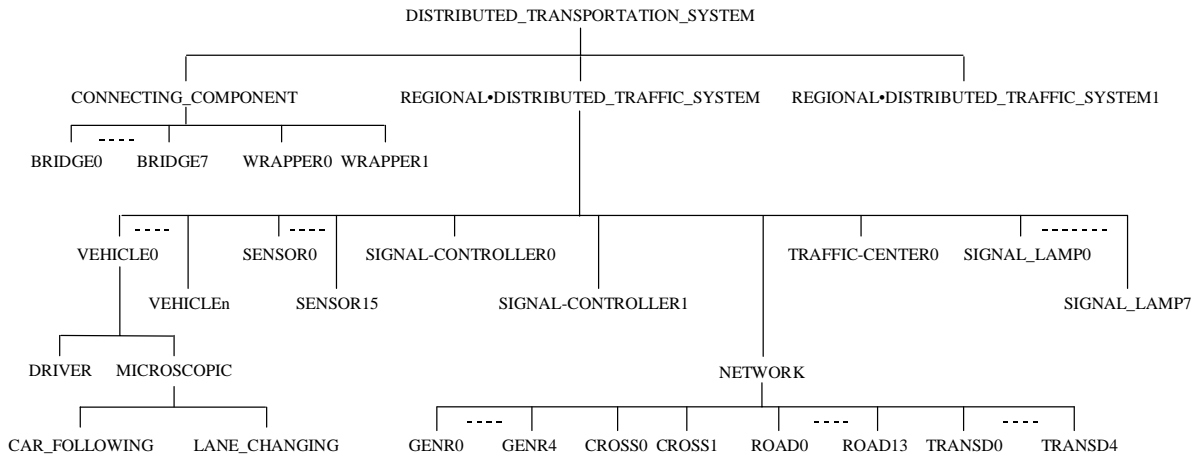 DISTRIBUTED_TRANSPORTATION_SYSTEM
CONNECTING_COMPONENT REGIONAL•DISTRIBUTED_TRAFFIC_SYSTEM REGIONAL•DISTRIBUTED_TRAFFIC_SYSTEM1
BRIDGE0 BRIDGE7 WRAPPER0 WRAPPER1
VEHICLE0 SENSOR0 SIGNAL-CONTROLLER0 TRAFFIC-CENTER0 SIGNAL_LAMP0
VEHICLEn SENSOR15 SIGNAL-CONTROLLER1 SIGNAL_LAMP7
DRIVER MICROSCOPIC NETWORK
CAR_FOLLOWING LANE_CHANGING GENR0 GENR4 CROSS0 CROSS1 ROAD0 ROAD13 TRANSD0 TRANSD4